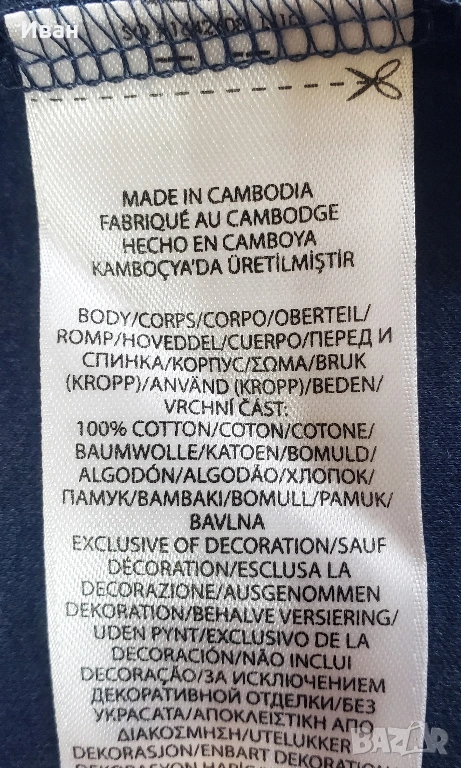 Иван
MADE IN CAMBODIA
FABRIQUÉ AU CAMBODGE
HECHO EN CAMBOYA
KAMBOÇYA'DA ÜRETİLMİŞTİR
BODY/CORPS/CORPO/OBERTEIL/
ROMP/HOVEDDEL/CUERPO/ПЕРЕД И
СПИНКА/КОРПУС/ΣΩΜΑ/BRUK
(KROPP)/ANVÄND (KROPP)/BEDEN/
VRCHNÍ ČÁST:
100% COTTON/COTON/COTONE/
BAUMWOLLE/KATOEN/BOMULD/
ALGODÓN/ALGODÃO/ХЛОПОК/
ПАМУК/ΒΑΜΒΑΚΙ/BOMULL/PAMUK/
BAVLNA
EXCLUSIVE OF DECORATION/SAUF
DÉCORATION/ESCLUSA LA
DECORAZIONE/AUSGENOMMEN
DEKORATION/BEHALVE VERSIERING/
UDEN PYNT/EXCLUSIVO DE LA
DECORACIÓN/NÃO INCLUI
DECORAÇÃO/ЗА ИСКЛЮЧЕНИЕМ
ДЕКОРАТИВНОЙ ОТДЕЛКИ/БЕЗ
УКРАСАТА/ΑΠΟΚΛΕΙΣΤΙΚΗ ΑΠΟ
ΔΙΑΚΟΣΜΗΣΗ/UTELUKKER
DEKORASJON/ENBART DEKORATION
BAZAR